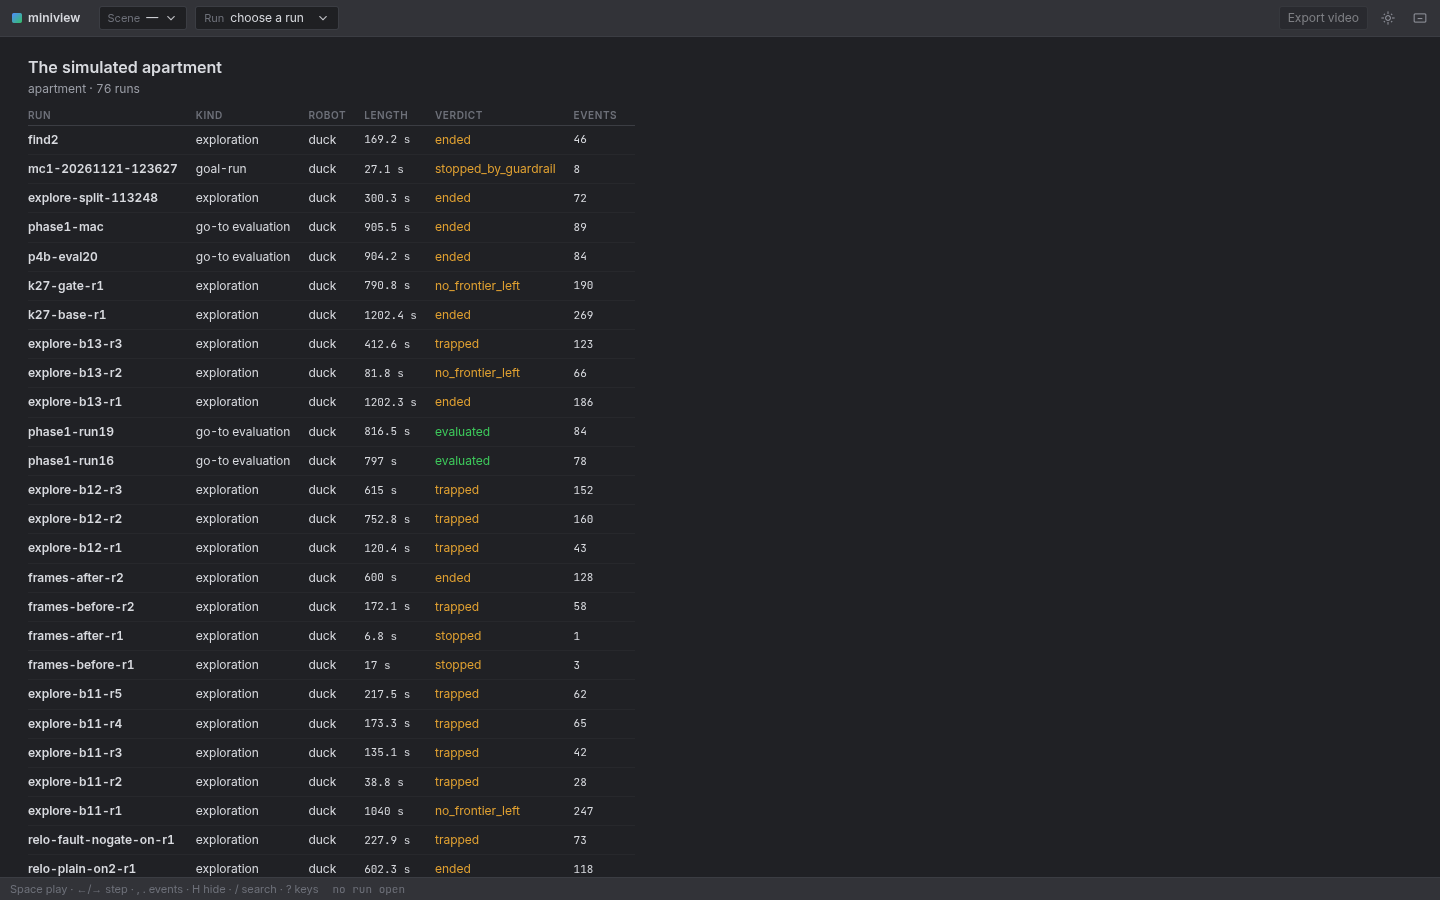 miniview Scene — Run choose a run Export video
The simulated apartment
apartment · 76 runs
RUN KIND ROBOT LENGTH VERDICT EVENTS
find2 exploration duck 169.2 s ended 46
mc1-20261121-123627 goal-run duck 27.1 s stopped_by_guardrail 8
explore-split-113248 exploration duck 300.3 s ended 72
phase1-mac go-to evaluation duck 905.5 s ended 89
p4b-eval20 go-to evaluation duck 904.2 s ended 84
k27-gate-r1 exploration duck 790.8 s no_frontier_left 190
k27-base-r1 exploration duck 1202.4 s ended 269
explore-b13-r3 exploration duck 412.6 s trapped 123
explore-b13-r2 exploration duck 81.8 s no_frontier_left 66
explore-b13-r1 exploration duck 1202.3 s ended 186
phase1-run19 go-to evaluation duck 816.5 s evaluated 84
phase1-run16 go-to evaluation duck 797 s evaluated 78
explore-b12-r3 exploration duck 615 s trapped 152
explore-b12-r2 exploration duck 752.8 s trapped 160
explore-b12-r1 exploration duck 120.4 s trapped 43
frames-after-r2 exploration duck 600 s ended 128
frames-before-r2 exploration duck 172.1 s trapped 58
frames-after-r1 exploration duck 6.8 s stopped 1
frames-before-r1 exploration duck 17 s stopped 3
explore-b11-r5 exploration duck 217.5 s trapped 62
explore-b11-r4 exploration duck 173.3 s trapped 65
explore-b11-r3 exploration duck 135.1 s trapped 42
explore-b11-r2 exploration duck 38.8 s trapped 28
explore-b11-r1 exploration duck 1040 s no_frontier_left 247
relo-fault-nogate-on-r1 exploration duck 227.9 s trapped 73
relo-plain-on2-r1 exploration duck 602.3 s ended 118
Space play · ←/→ step · , . events · H hide · / search · ? keys no run open